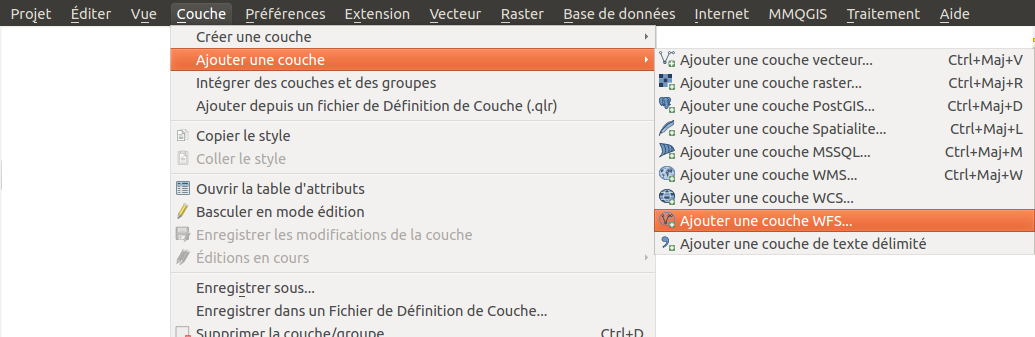 Projet Éditer Vue Couche Préférences Extension Vecteur Raster Base de données Internet MMQGIS Traitement Aide
Créer une couche
Ajouter une couche
Intégrer des couches et des groupes
Ajouter depuis un fichier de Définition de Couche (.qlr)
Copier le style
Coller le style
Ouvrir la table d'attributs
Basculer en mode édition
Enregistrer les modifications de la couche
Éditions en cours
Enregistrer sous...
Enregistrer dans un Fichier de Définition de Couche...
Supprimer la couche/groupe Ctrl+D
Ajouter une couche vecteur... Ctrl+Maj+V
Ajouter une couche raster... Ctrl+Maj+R
Ajouter une couche PostGIS... Ctrl+Maj+D
Ajouter une couche Spatialite... Ctrl+Maj+L
Ajouter une couche MSSQL... Ctrl+Maj+M
Ajouter une couche WMS... Ctrl+Maj+W
Ajouter une couche WCS...
Ajouter une couche WFS...
Ajouter une couche de texte délimité